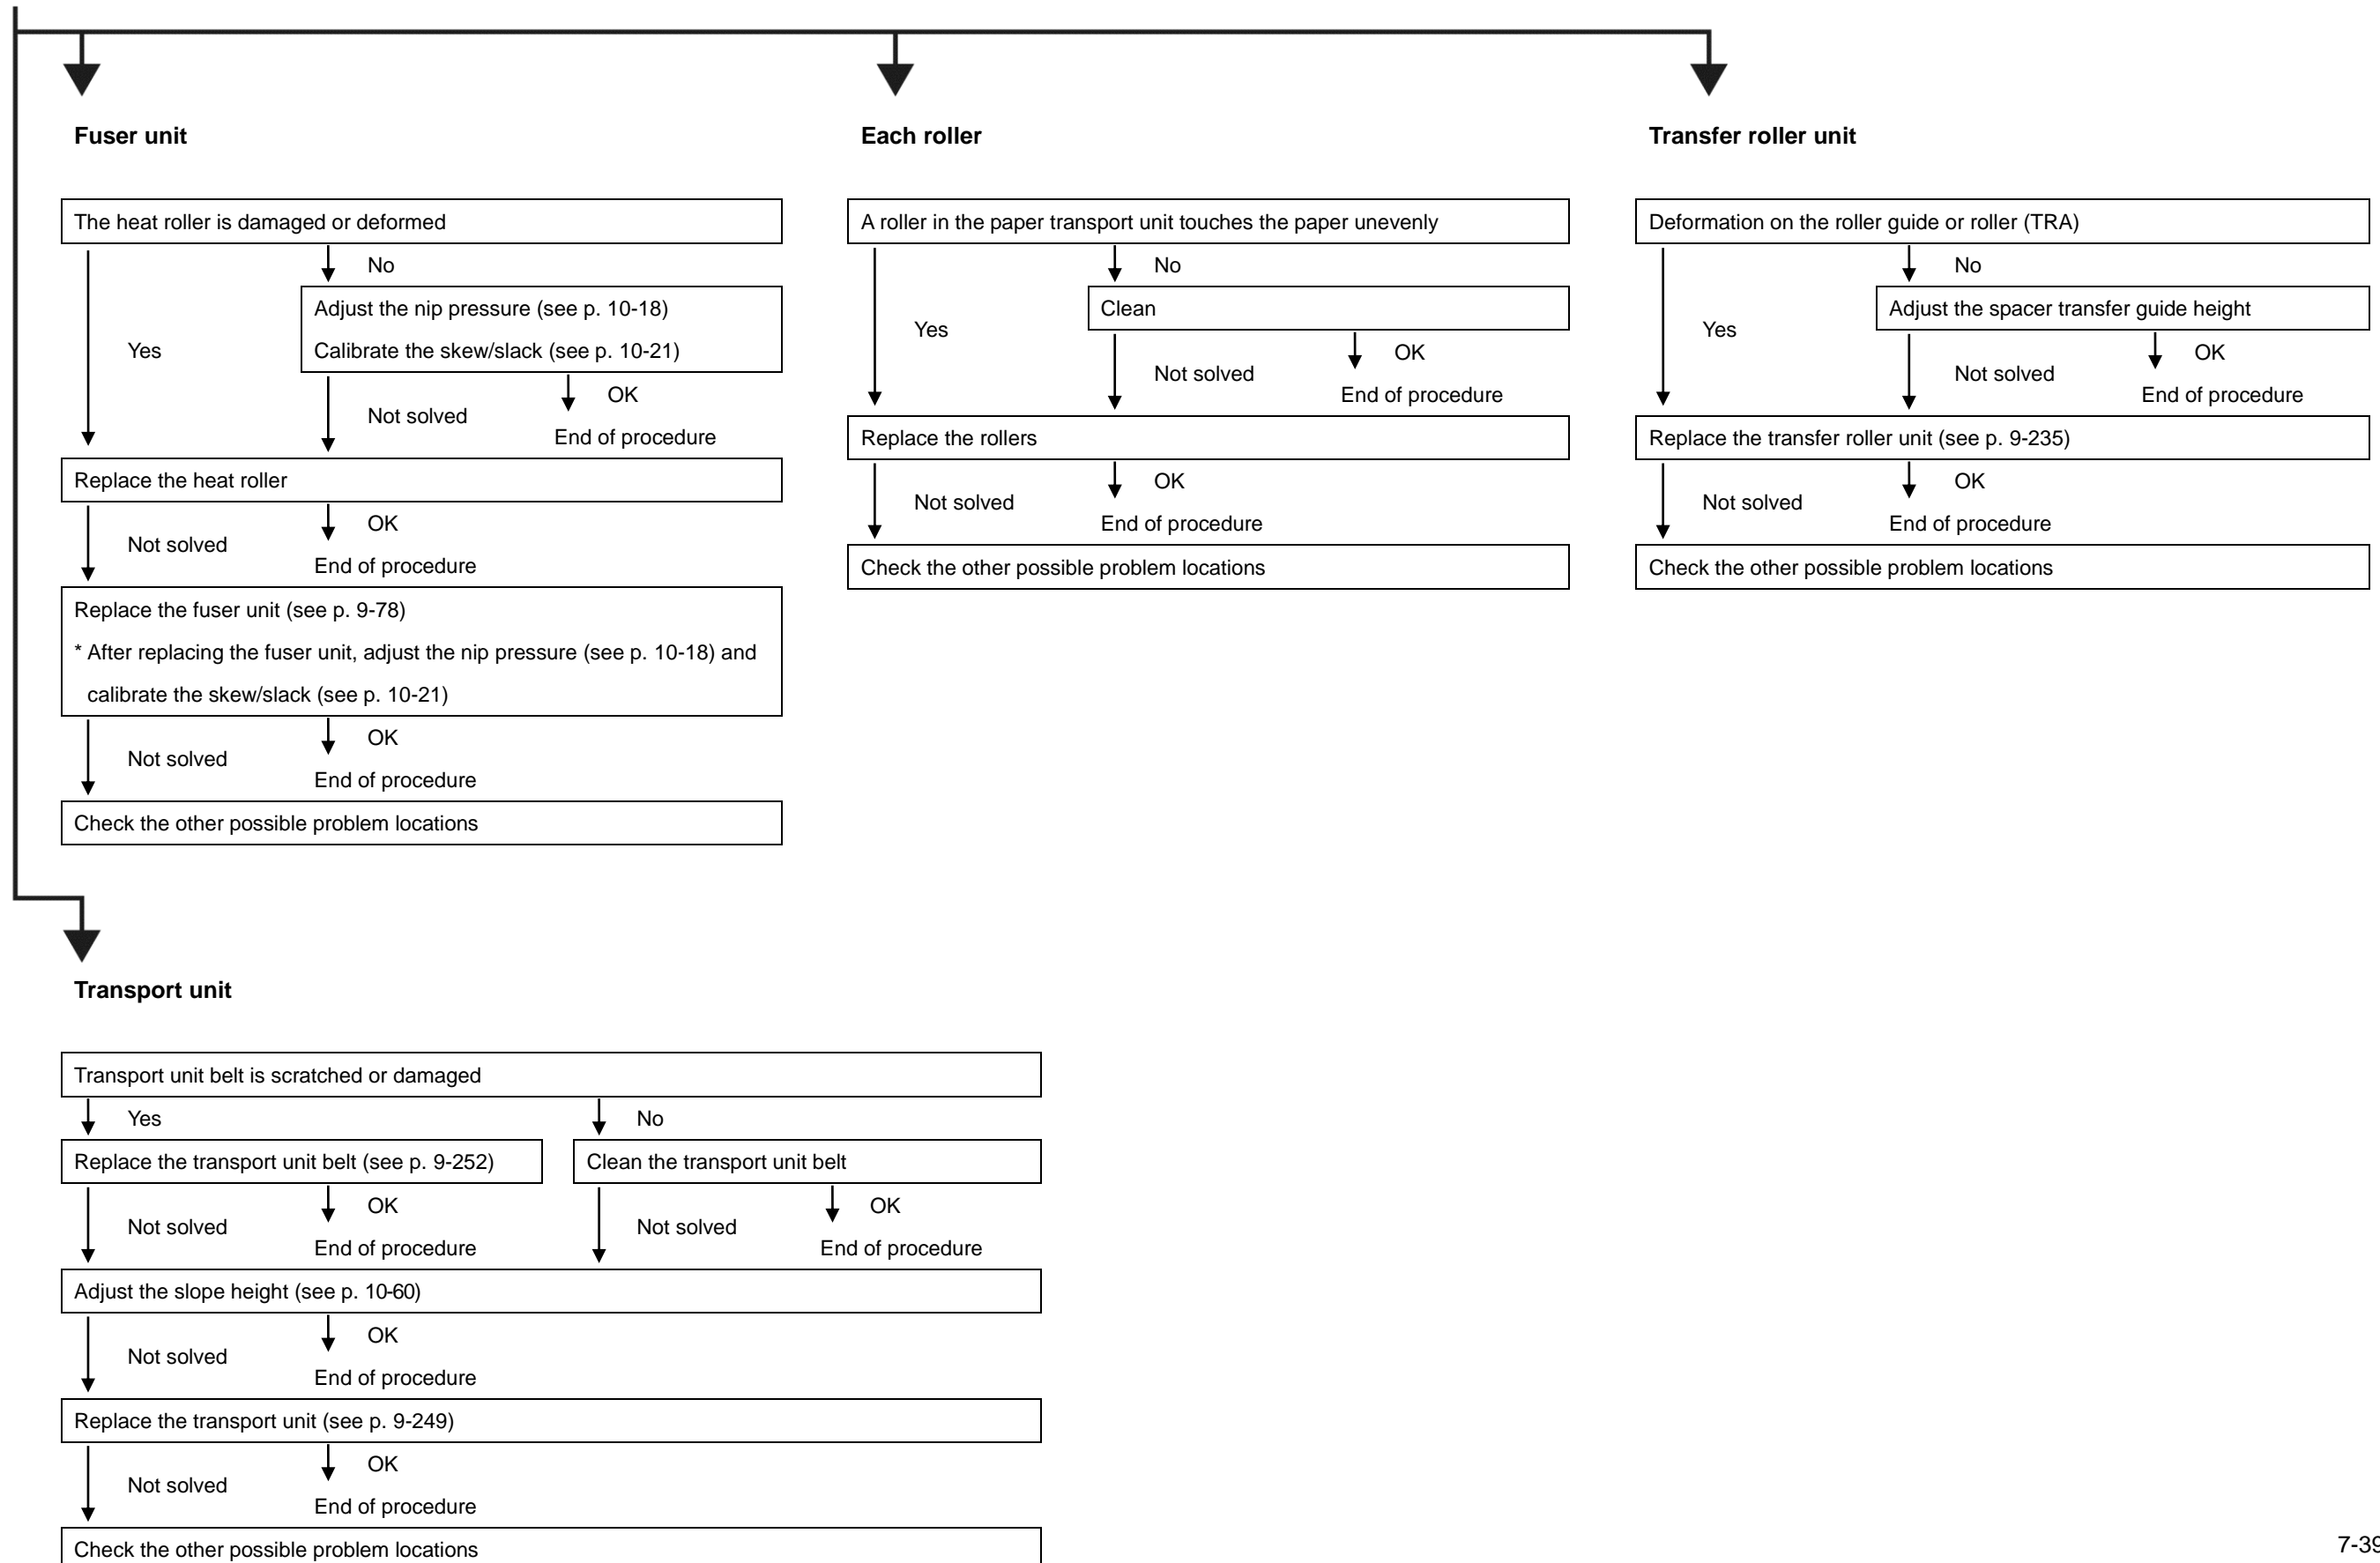 Fuser unit
The heat roller is damaged or deformed
No
Adjust the nip pressure (see p. 10-18)
Calibrate the skew/slack (see p. 10-21)
Yes
OK
Not solved
End of procedure
Replace the heat roller
OK
Not solved
End of procedure
Replace the fuser unit (see p. 9-78)
* After replacing the fuser unit, adjust the nip pressure (see p. 10-18) and
calibrate the skew/slack (see p. 10-21)
OK
Not solved
End of procedure
Check the other possible problem locations
Each roller
A roller in the paper transport unit touches the paper unevenly
No
Clean
Yes
OK
Not solved
End of procedure
Replace the rollers
OK
Not solved
End of procedure
Check the other possible problem locations
Transfer roller unit
Deformation on the roller guide or roller (TRA)
No
Adjust the spacer transfer guide height
Yes
OK
Not solved
End of procedure
Replace the transfer roller unit (see p. 9-235)
OK
Not solved
End of procedure
Check the other possible problem locations
Transport unit
Transport unit belt is scratched or damaged
Yes
No
Replace the transport unit belt (see p. 9-252)
Clean the transport unit belt
OK
OK
Not solved
Not solved
End of procedure
End of procedure
Adjust the slope height (see p. 10-60)
OK
Not solved
End of procedure
Replace the transport unit (see p. 9-249)
OK
Not solved
End of procedure
Check the other possible problem locations
7-39